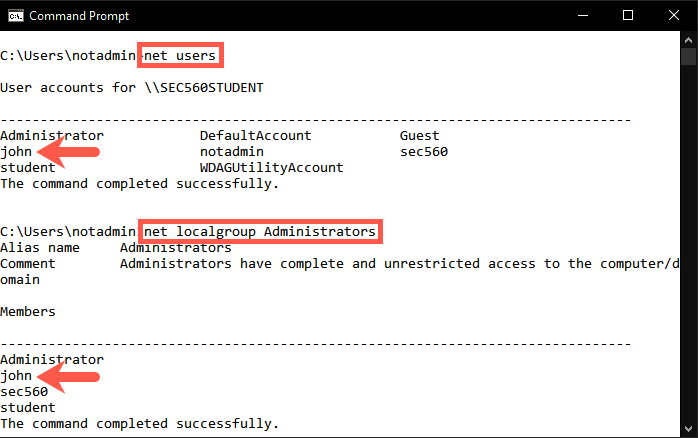 Command Prompt
C:\Users\notadmin>net users
User accounts for \\SEC560STUDENT
-------------------------------------------------------------------------------
Administrator            DefaultAccount           Guest
john                     notadmin                 sec560
student                  WDAGUtilityAccount
The command completed successfully.
C:\Users\notadmin>net localgroup Administrators
Alias name     Administrators
Comment        Administrators have complete and unrestricted access to the computer/d
omain
Members
-------------------------------------------------------------------------------
Administrator
john
sec560
student
The command completed successfully.